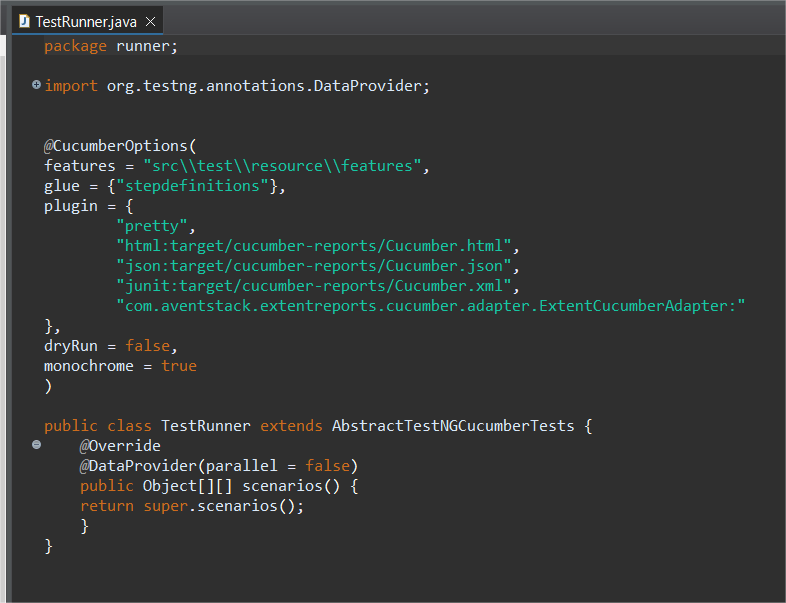 TestRunner.java
package runner;
import org.testng.annotations.DataProvider;
@CucumberOptions(
features = "src\\test\\resource\\features",
glue = {"stepdefinitions"},
plugin = {
"pretty",
"html:target/cucumber-reports/Cucumber.html",
"json:target/cucumber-reports/Cucumber.json",
"junit:target/cucumber-reports/Cucumber.xml",
"com.aventstack.extentreports.cucumber.adapter.ExtentCucumberAdapter:"
},
dryRun = false,
monochrome = true
)
public class TestRunner extends AbstractTestNGCucumberTests {
@Override
@DataProvider(parallel = false)
public Object[][] scenarios() {
return super.scenarios();
}
}